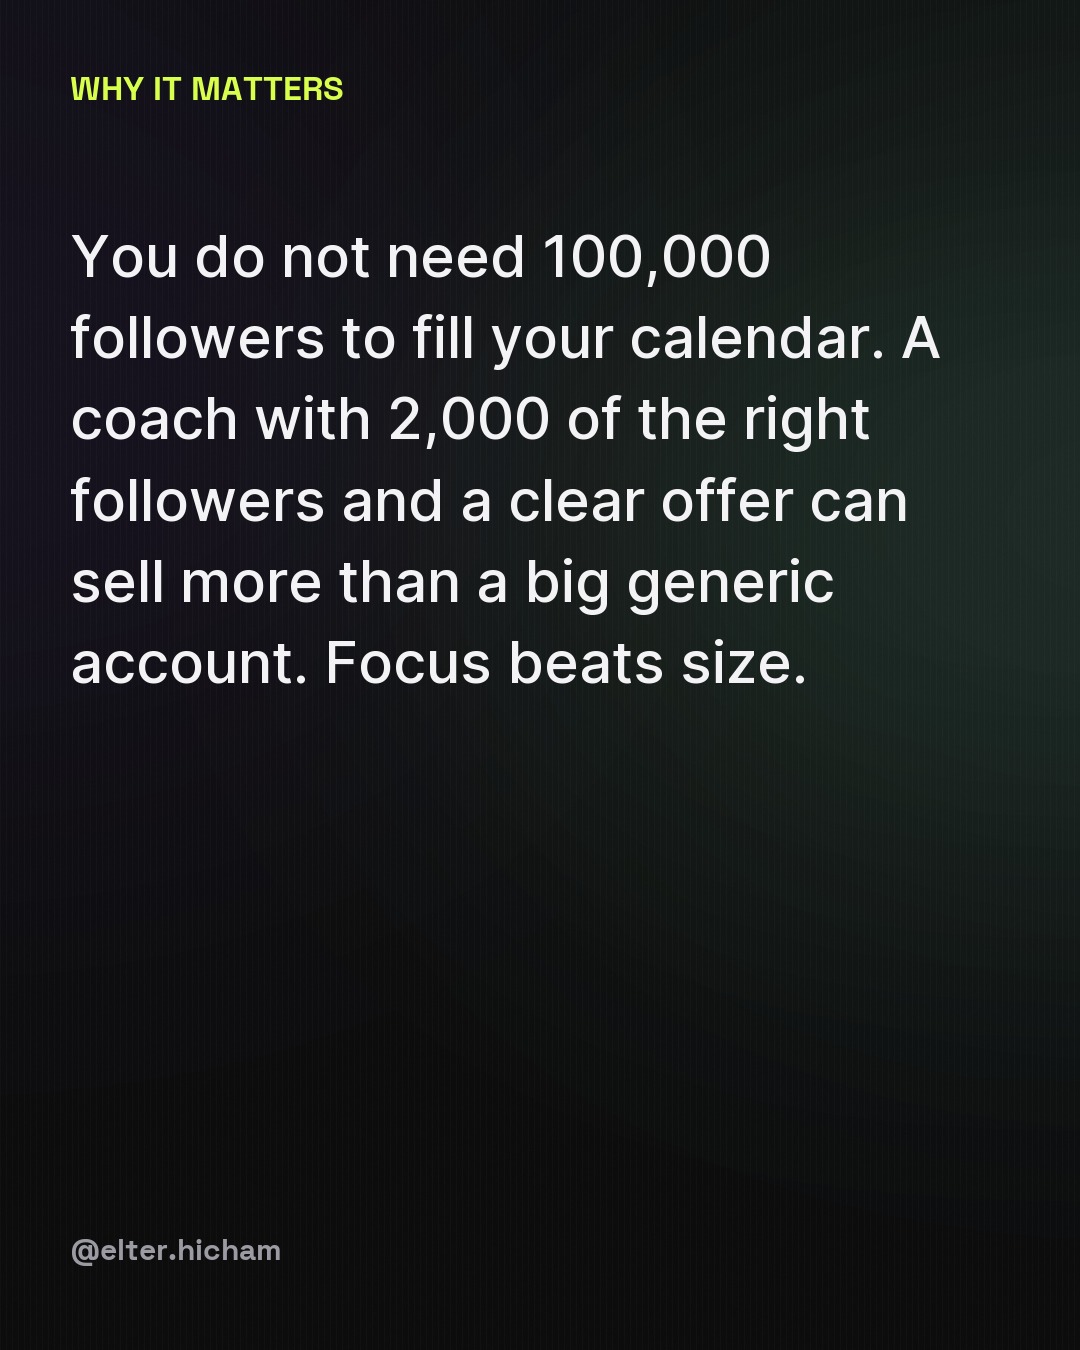 WHY IT MATTERS
You do not need 100,000
followers to fill your calendar. A
coach with 2,000 of the right
followers and a clear offer can
sell more than a big generic
account. Focus beats size.
@elter.hicham